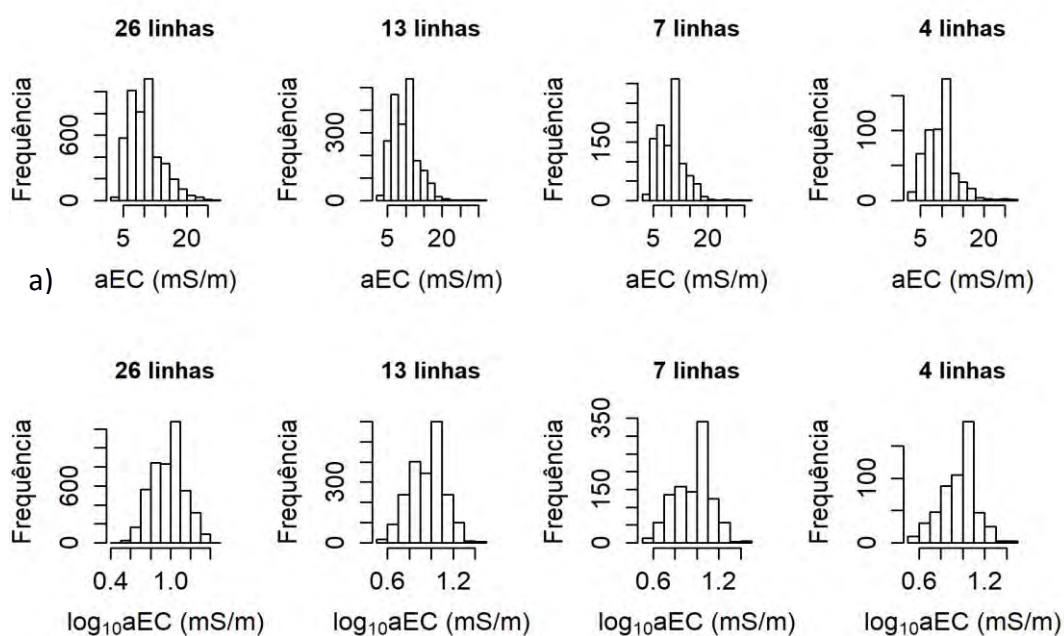 26 linhas
Frequência
0 600
5 20
aEC (mS/m)
13 linhas
Frequência
0 300
5 20
aEC (mS/m)
7 linhas
Frequência
0 150
5 20
aEC (mS/m)
4 linhas
Frequência
0 100
5 20
aEC (mS/m)
a)
26 linhas
Frequência
0 600
0.4 1.0
log₁₀aEC (mS/m)
13 linhas
Frequência
0 300
0.6 1.2
log₁₀aEC (mS/m)
7 linhas
Frequência
0 150 350
0.6 1.2
log₁₀aEC (mS/m)
4 linhas
Frequência
0 100
0.6 1.2
log₁₀aEC (mS/m)